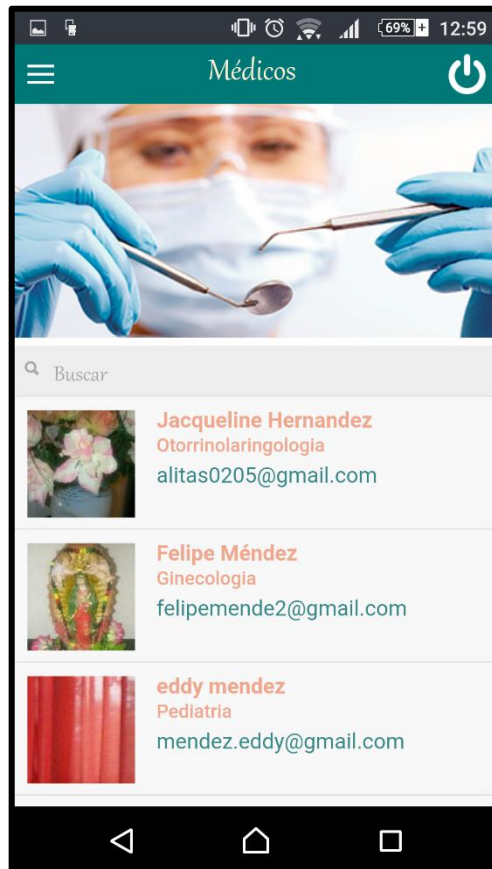 69% 12:59
Médicos
Buscar
Jacqueline Hernandez
Otorrinolaringologia
alitas0205@gmail.com
Felipe Méndez
Ginecologia
felipemende2@gmail.com
eddy mendez
Pediatria
mendez.eddy@gmail.com